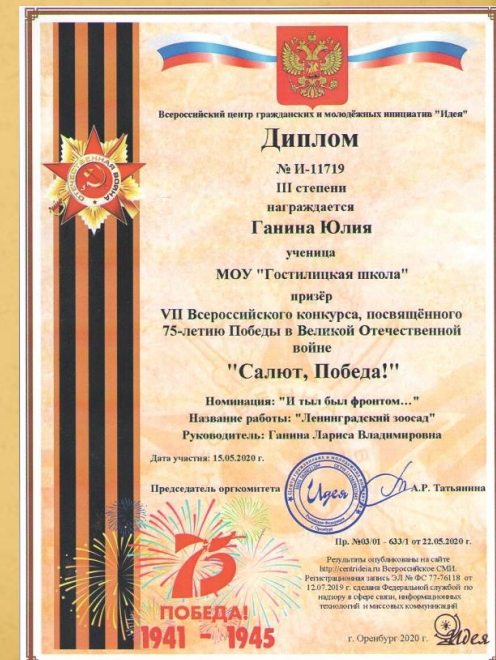 Всероссийский центр гражданских и молодёжных инициатив "Идея"
Диплом
№ И-11719
III степени
награждается
Ганина Юлия
ученица
МОУ "Гостилицкая школа"
призёр
VII Всероссийского конкурса, посвящённого
75-летию Победы в Великой Отечественной
войне
"Салют, Победа!"
Номинация: "И тыл был фронтом..."
Название работы: "Ленинградский зоосад"
Руководитель: Ганина Лариса Владимировна
Дата участия: 15.05.2020 г.
Председатель оргкомитета
Идея
А.Р. Татьянина
Пр. №03/01 - 633/1 от 22.05.2020 г.
Результаты опубликованы на сайте
http://centrideia.ru Всероссийское СМИ.
Регистрационная запись ЭЛ № ФС 77-76118 от
12.07.2019 г. сделана Федеральной службой по
надзору в сфере связи, информационных
технологий и массовых коммуникаций
г. Оренбург 2020 г.
Идея
ОТЕЧЕСТВЕННАЯ ВОЙНА
75
ПОБЕДА!
1941 - 1945